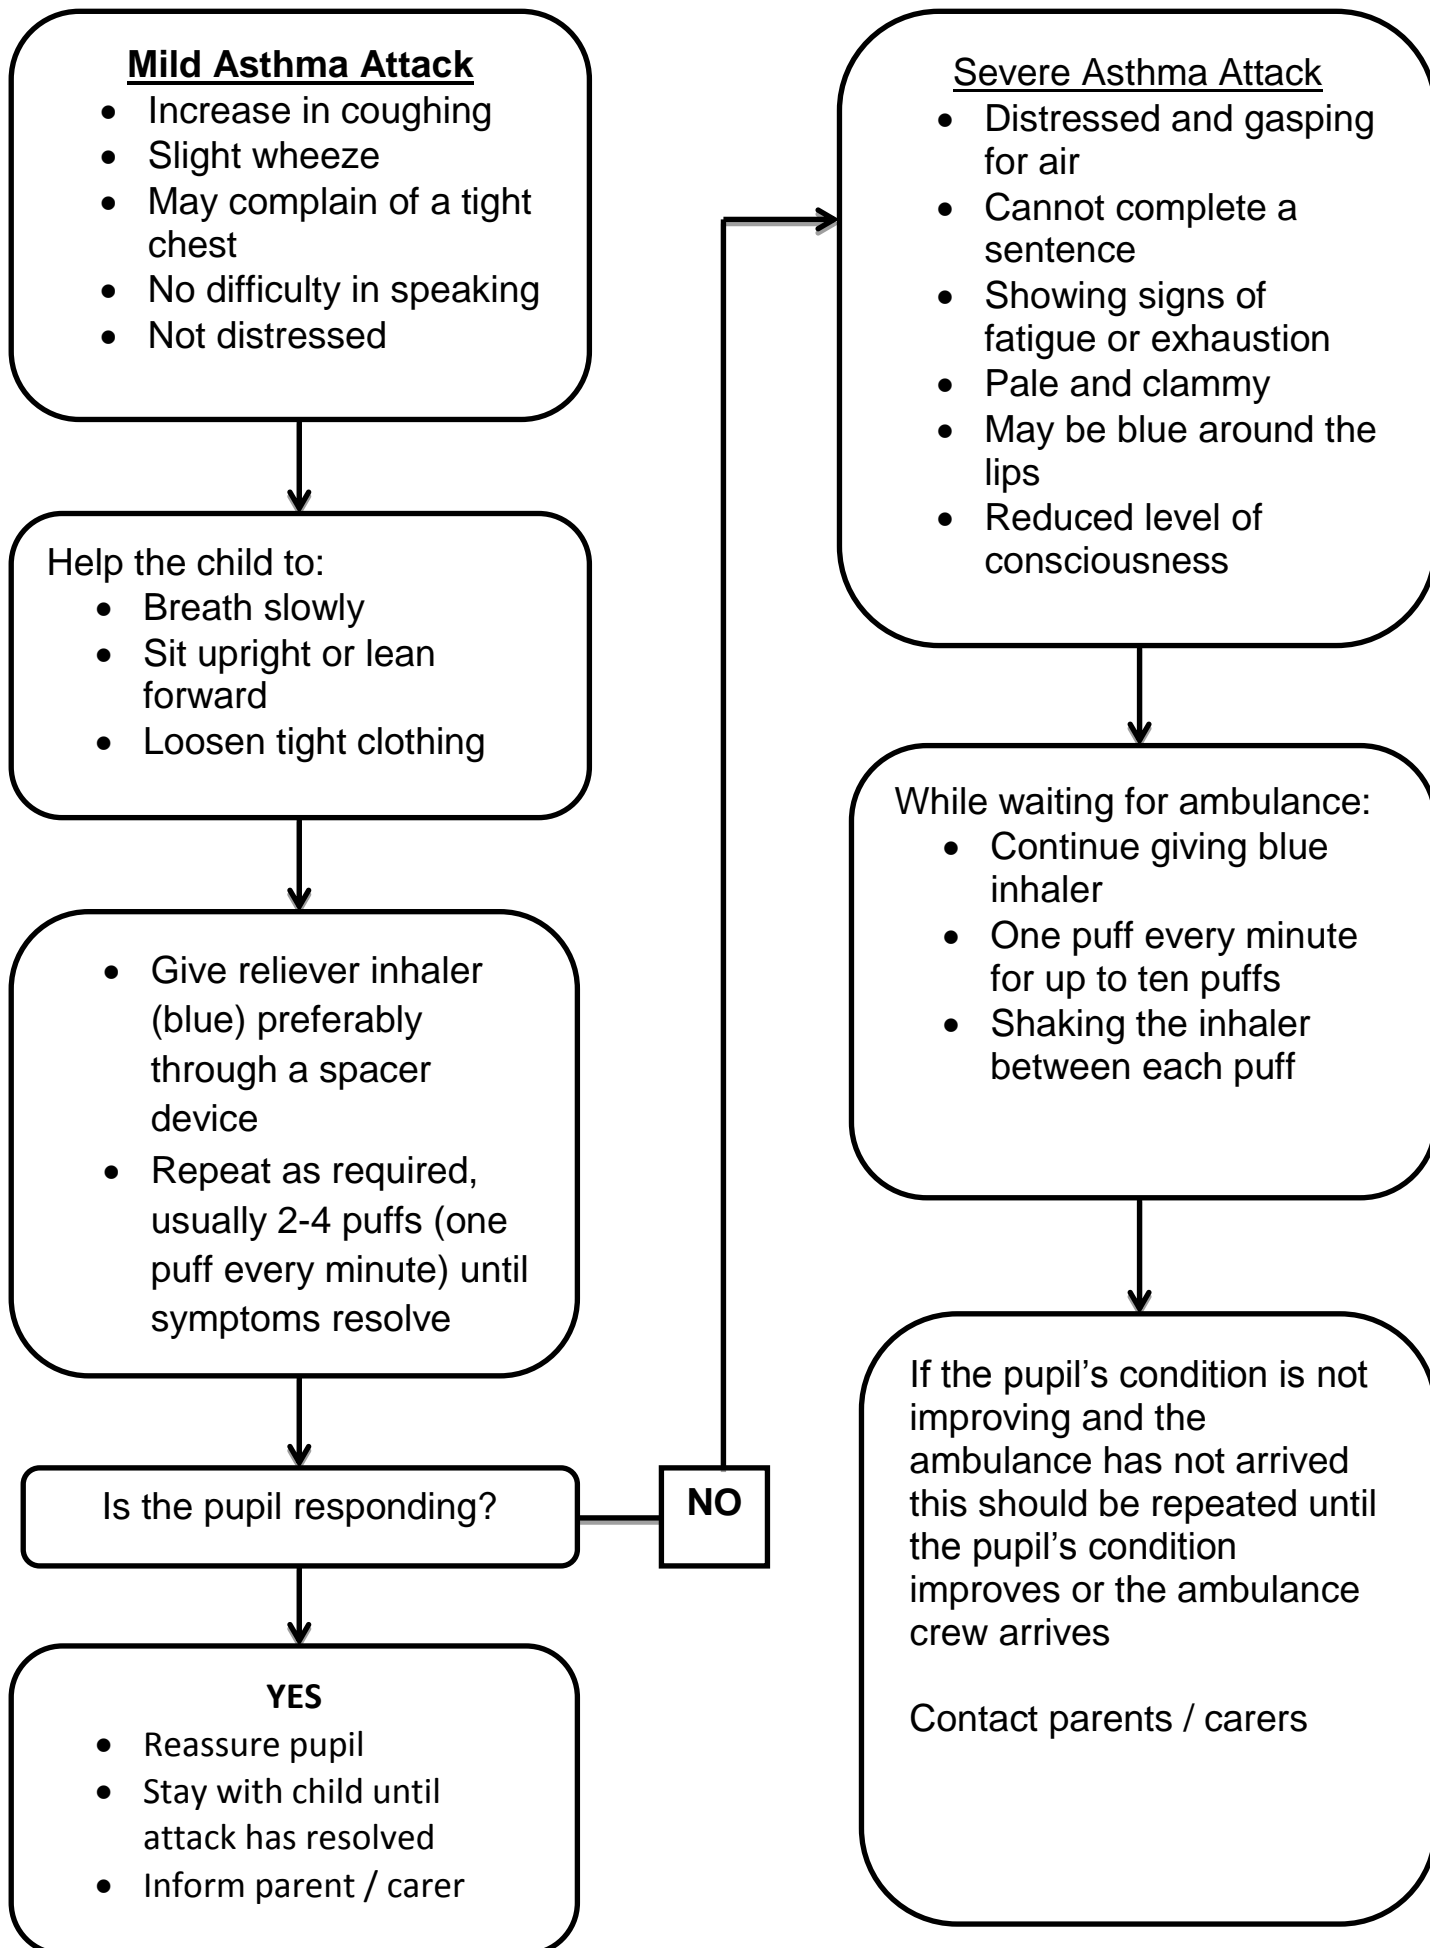 Mild Asthma Attack
• Increase in coughing
• Slight wheeze
• May complain of a tight
chest
• No difficulty in speaking
• Not distressed
Help the child to:
• Breath slowly
• Sit upright or lean
forward
• Loosen tight clothing
• Give reliever inhaler
(blue) preferably
through a spacer
device
• Repeat as required,
usually 2-4 puffs (one
puff every minute) until
symptoms resolve
Is the pupil responding?
NO
YES
• Reassure pupil
• Stay with child until
attack has resolved
• Inform parent / carer
Severe Asthma Attack
• Distressed and gasping
for air
• Cannot complete a
sentence
• Showing signs of
fatigue or exhaustion
• Pale and clammy
• May be blue around the
lips
• Reduced level of
consciousness
While waiting for ambulance:
• Continue giving blue
inhaler
• One puff every minute
for up to ten puffs
• Shaking the inhaler
between each puff
If the pupil’s condition is not
improving and the
ambulance has not arrived
this should be repeated until
the pupil’s condition
improves or the ambulance
crew arrives
Contact parents / carers